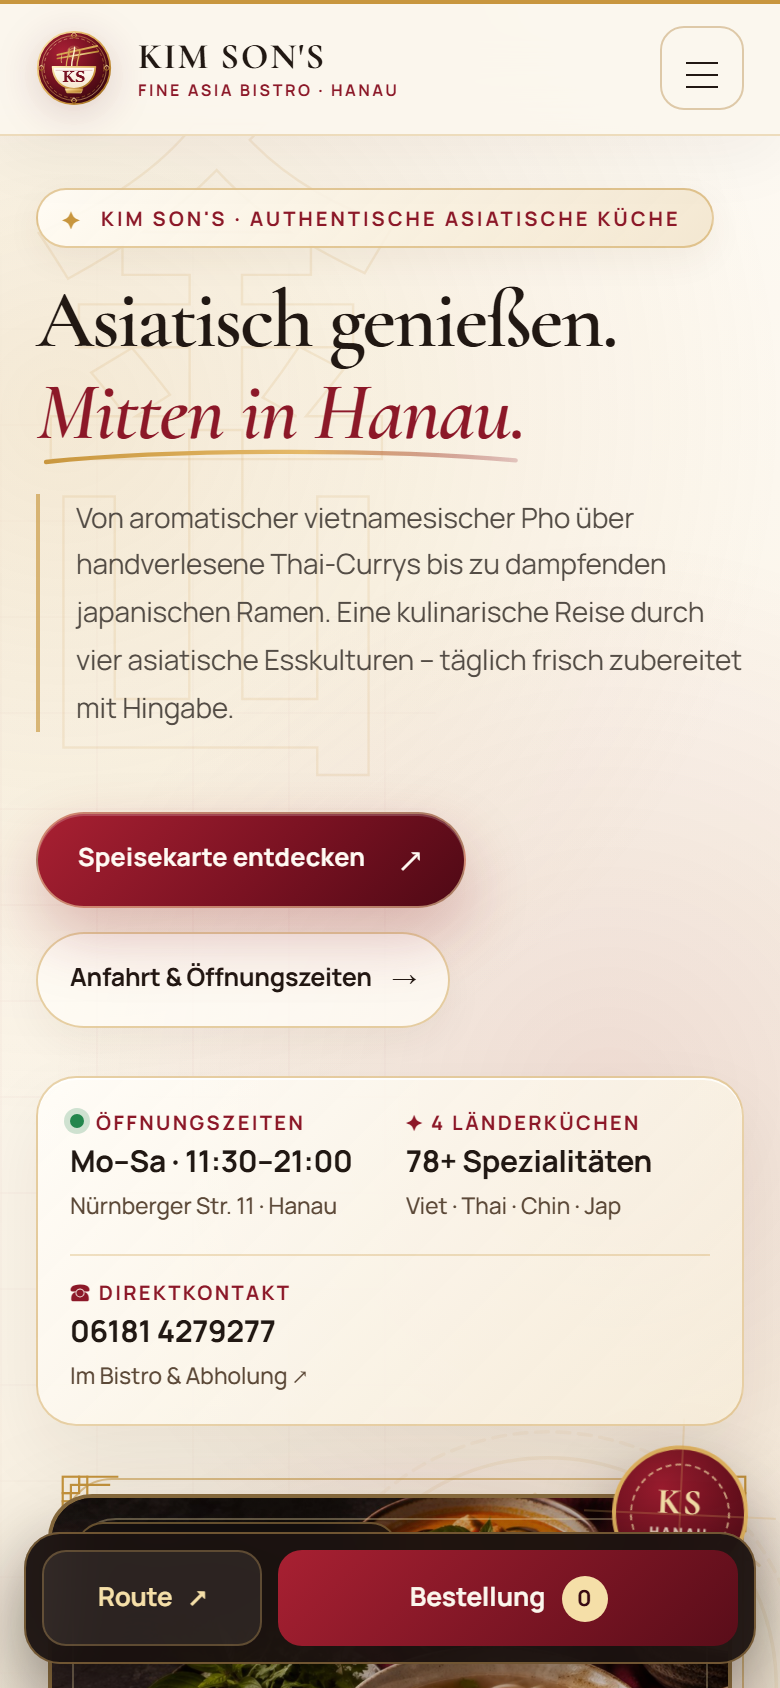 KS
KIM SON'S
FINE ASIA BISTRO · HANAU
✦ KIM SON'S · AUTHENTISCHE ASIATISCHE KÜCHE
Asiatisch genießen.
Mitten in Hanau.
Von aromatischer vietnamesischer Pho über
handverlesene Thai-Currys bis zu dampfenden
japanischen Ramen. Eine kulinarische Reise durch
vier asiatische Esskulturen – täglich frisch zubereitet
mit Hingabe.
Speisekarte entdecken ↗
Anfahrt & Öffnungszeiten →
ÖFFNUNGSZEITEN
Mo–Sa · 11:30–21:00
Nürnberger Str. 11 · Hanau
✦ 4 LÄNDERKÜCHEN
78+ Spezialitäten
Viet · Thai · Chin · Jap
☎ DIREKTKONTAKT
06181 4279277
Im Bistro & Abholung ↗
KS
HANAU
Route ↗
Bestellung 0